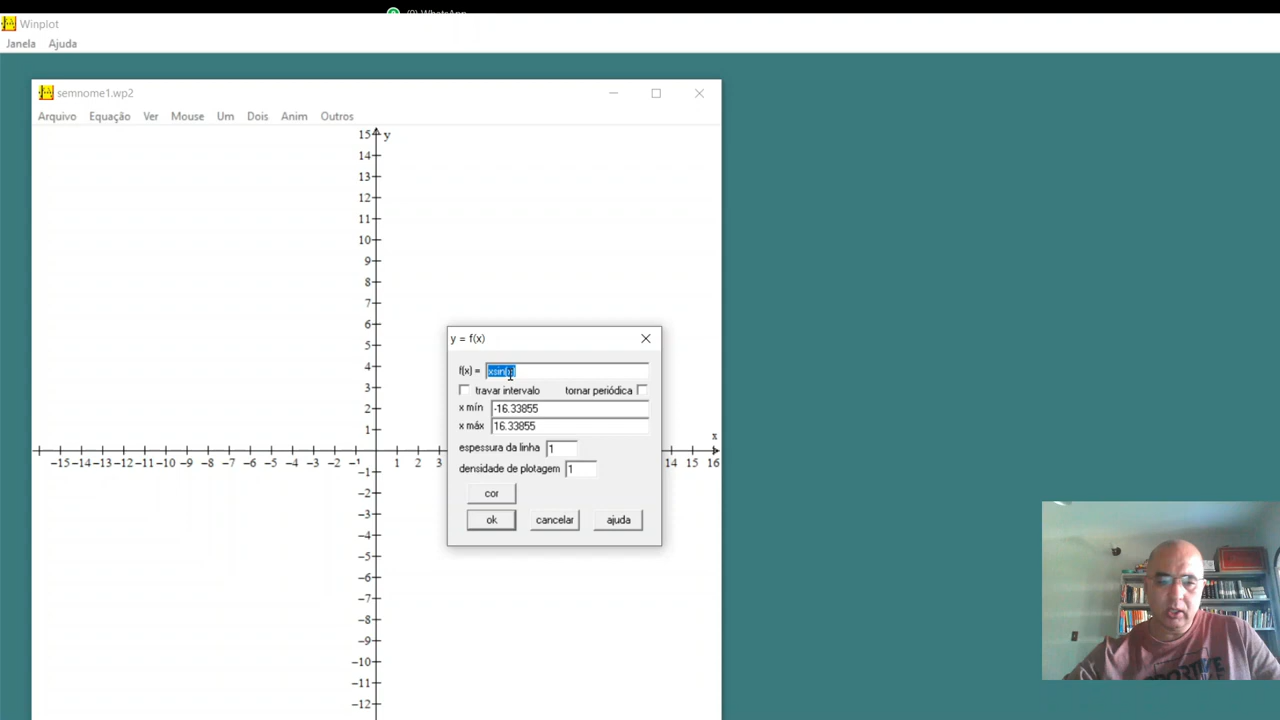 Winplot
Janela Ajuda
semnome1.wp2
Arquivo Equação Ver Mouse Um Dois Anim Outros
15 y
14
13
12
11
10
9
8
7
6
5
4
3
2
1
x
-15 -14 -13 -12 -11 -10 -9 -8 -7 -6 -5 -4 -3 -2 -1 1 2 3 14 15 16
-1
-2
-3
-4
-5
-6
-7
-8
-9
-10
-11
-12
y = f(x)
f(x) =
travar intervalo tornar periódica
x mín -16.33855
x máx 16.33855
espessura da linha 1
densidade de plotagem 1
cor
ok cancelar ajuda